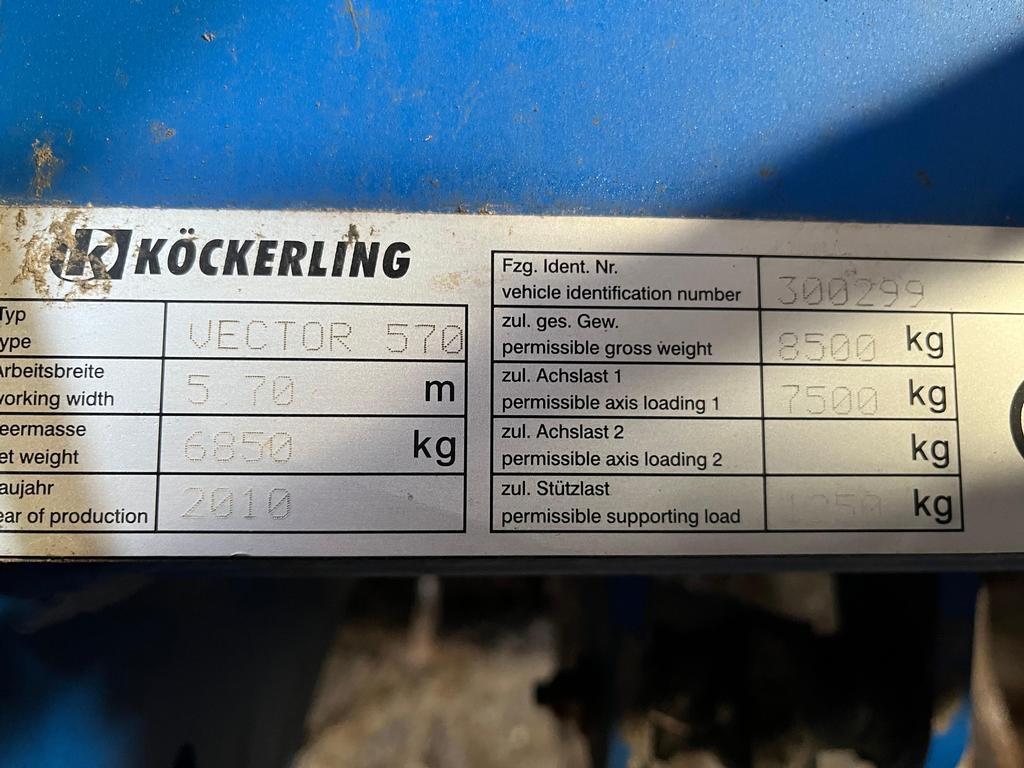 KÖCKERLING
Typ
ype
VECTOR 570
Arbeitsbreite
working width
5.70 m
eermasse
et weight
6850 kg
aujahr
ear of production
2010
Fzg. Ident. Nr.
vehicle identification number
300299
zul. ges. Gew.
permissible gross weight
8500 kg
zul. Achslast 1
permissible axis loading 1
7500 kg
zul. Achslast 2
permissible axis loading 2
kg
zul. Stützlast
permissible supporting load
kg